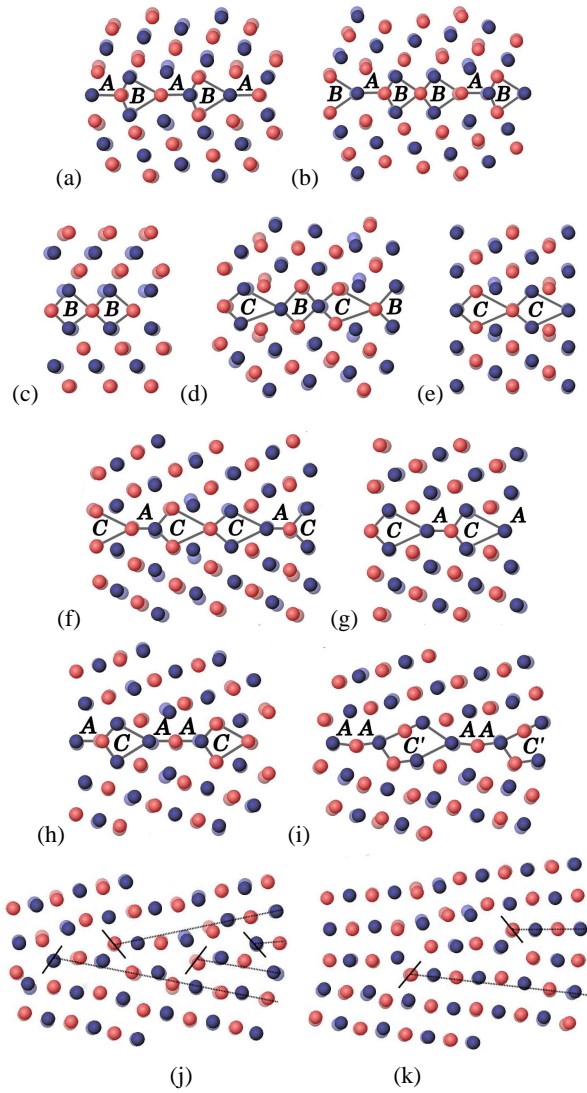 A B A B A
(a)
B A B B A B
(b)
B B
(c)
C B C B
(d)
C C
(e)
C A C C A C
(f)
C A C A
(g)
A C A A C
(h)
A A C' A A C'
(i)
(j)
(k)